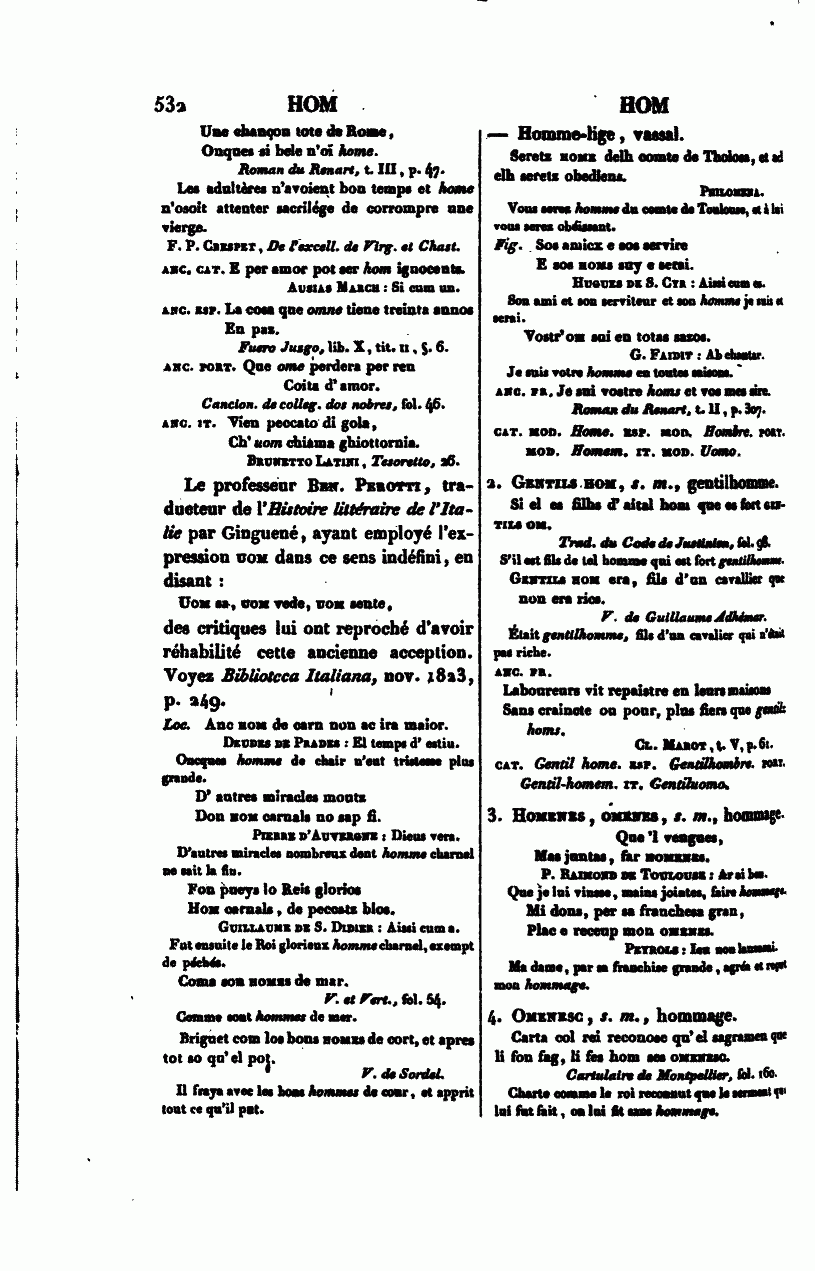 532 HOM
Une chançon tote de Rome,
Onques si bele n'oï home.
Roman du Renart, t. III, p. 47.
Les adultères n'avoient bon temps et home
n'osoit attenter sacrilége de corrompre une
vierge.
F. P. Crespet, De l'excell. de Virg. et Chast.
ANC. CAT. E per amor pot ser hom ignocents.
Ausias March : Si cum un.
ANC. ESP. La cosa que omne tiene treinta annos
En paz.
Fuero Jusgo, lib. X, tit. II, §. 6.
ANC. PORT. Que ome perdera per ren
Coita d'amor.
Cancion. de colleg. dos nobres, fol. 46.
ANC. IT. Vien peccato di gola,
Ch'uom chiama ghiottornia.
Brunetto Latini, Tesoretto, 26.
Le professeur Ben. Perotti, tra-
ducteur de l'Histoire littéraire de l'Ita-
lie par Ginguené, ayant employé l'ex-
pression UOM dans ce sens indéfini, en
disant :
Uom sa, uom vede, uom sente,
des critiques lui ont reproché d'avoir
réhabilité cette ancienne acception.
Voyez Biblioteca Italiana, nov. 1823,
p. 249.
Loc. Anc HOM de carn non ac ira maior.
Deudes de Prades : El temps d'estiu.
Oncques homme de chair n'eut tristesse plus
grande.
D'autres miracles montz
Don HOM carnals no sap fi.
Pierre d'Auvergne : Dieus vera.
D'autres miracles nombreux dont homme charnel
ne sait la fin.
Fon pueys lo Reis glorios
Hom carnals, de peccatz blos.
Guillaume de S. Didier : Aissi cum a.
Fut ensuite le Roi glorieux homme charnel, exempt
de péchés.
Coma son HOMES de mar.
V. et Vert., fol. 54.
Comme sont hommes de mer.
Briguet com los bons HOMES de cort, et apres
tot so qu'el pot.
V. de Sordel.
Il fraya avec les bons hommes de cour, et apprit
tout ce qu'il put.
HOM
— Homme-lige, vassal.
Seretz HOME delh comte de Tholosa, et ad
elh seretz obediens.
Philomena.
Vous serez homme du comte de Toulouse, et à lui
vous serez obéissant.
Fig. Sos amicx e sos servire
E sos HOMS suy e serai.
Hugues de S. Cyr : Aissi cum es.
Son ami et son serviteur et son homme je suis et
serai.
Vostr'OM sui en totas sazos.
G. Faidit : Ab chantar.
Je suis votre homme en toutes saisons.
ANC. FR. Je sui vostre homs et vos mes sire.
Roman du Renart, t. II, p. 307.
CAT. MOD. Home. ESP. MOD. Hombre. PORT.
MOD. Homem. IT. MOD. Uomo.
2. Gentils hom, s. m., gentilhomme.
Si el es filhs d'aital hom que es fort GEN-
TILS OM.
Trad. du Code de Justinien, fol. 98.
S'il est fils de tel homme qui est fort gentilhomme.
Gentils hom era, fils d'un cavallier que
non era rics.
V. de Guillaume Adhémar.
Était gentilhomme, fils d'un cavalier qui n'était
pas riche.
ANC. FR.
Laboureurs vit repaistre en leurs maisons
Sans craincte ou pour, plus fiers que gentils
homs.
Cl. Marot, t. V, p. 61.
CAT. Gentil home. ESP. Gentilhombre. PORT.
Gentil-homem. IT. Gentiluomo.
3. Homenes, omenes, s. m., hommage.
Que'l vengues,
Mas juntas, far HOMENES.
P. Raimond de Toulouse : Ar ai ben.
Que je lui vinsse, mains jointes, faire hommage.
Mi dons, per sa franchesa gran,
Plac e receup mon OMENES.
Peyrols : Ieu non lauzarai.
Ma dame, par sa franchise grande, agréa et reçut
mon hommage.
4. Omenesc, s. m., hommage.
Carta col rei reconosc qu'el sagramen que
li fon fag, li fes hom ses OMENESC.
Cartulaire de Montpellier, fol. 160.
Charte comme le roi reconnut que le serment qui
lui fut fait, on lui fit sans hommage.